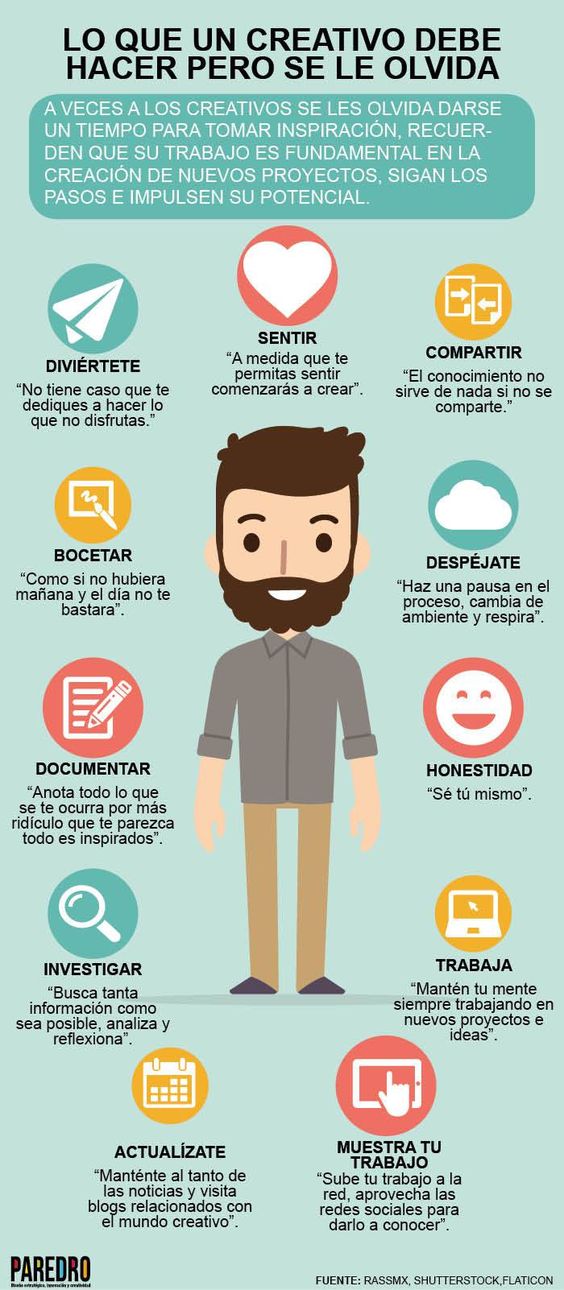 LO QUE UN CREATIVO DEBE
HACER PERO SE LE OLVIDA
A VECES A LOS CREATIVOS SE LES OLVIDA DARSE
UN TIEMPO PARA TOMAR INSPIRACIÓN, RECUER-
DEN QUE SU TRABAJO ES FUNDAMENTAL EN LA
CREACIÓN DE NUEVOS PROYECTOS, SIGAN LOS
PASOS E IMPULSEN SU POTENCIAL.
DIVIÉRTETE
“No tiene caso que te
dediques a hacer lo
que no disfrutas.”
SENTIR
“A medida que te
permitas sentir
comenzarás a crear”.
COMPARTIR
“El conocimiento no
sirve de nada si no se
comparte.”
BOCETAR
“Como si no hubiera
mañana y el día no te
bastara”.
DESPÉJATE
“Haz una pausa en el
proceso, cambia de
ambiente y respira”.
DOCUMENTAR
“Anota todo lo que
se te ocurra por más
ridículo que te parezca
todo es inspirados”.
HONESTIDAD
“Sé tú mismo”.
INVESTIGAR
“Busca tanta
información como
sea posible, analiza y
reflexiona”.
TRABAJA
“Mantén tu mente
siempre trabajando en
nuevos proyectos e
ideas”.
ACTUALÍZATE
“Manténte al tanto de
las noticias y visita
blogs relacionados con
el mundo creativo”.
MUESTRA TU
TRABAJO
“Sube tu trabajo a la
red, aprovecha las
redes sociales para
darlo a conocer”.
PAREDRO
Diseño estratégico, innovación y creatividad
FUENTE: RASSMX, SHUTTERSTOCK,FLATICON